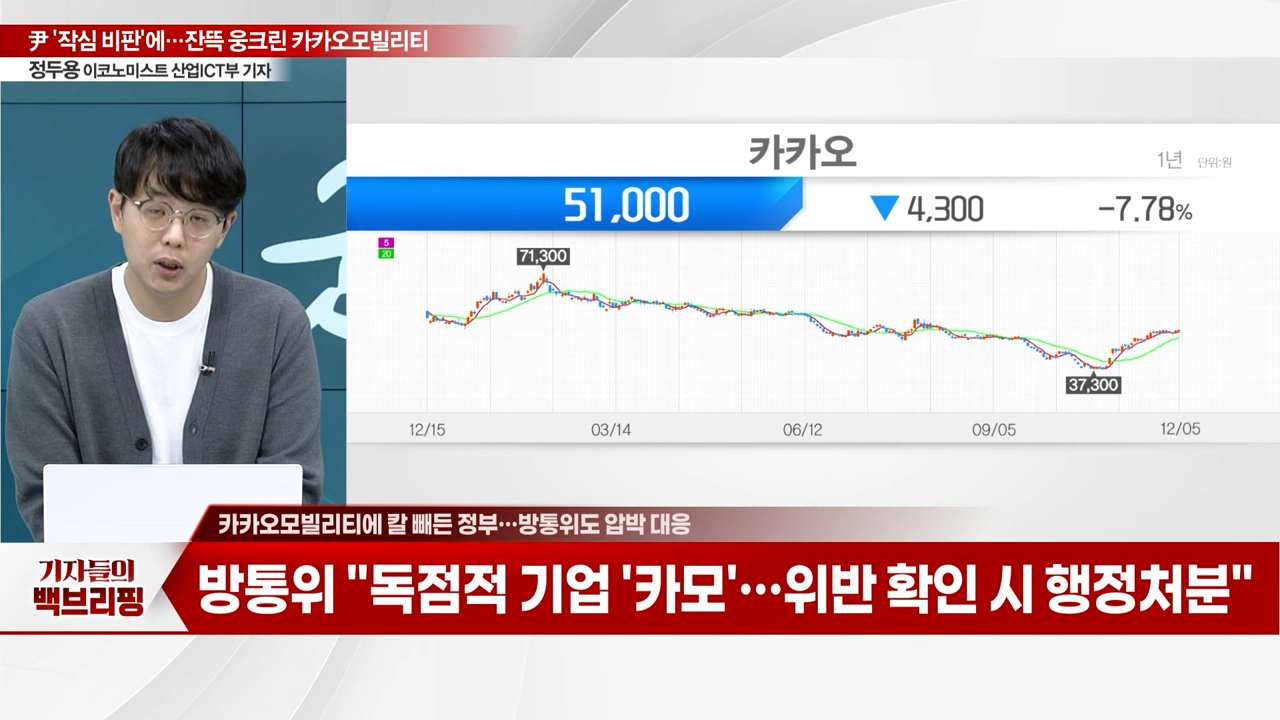 尹 '작심 비판'에…잔뜩 웅크린 카카오모빌리티
정두용 이코노미스트 산업ICT부 기자
카카오
1년 단위:원
51,000 ▼ 4,300 -7.78%
5
20
71,300
37,300
12/15 03/14 06/12 09/05 12/05
카카오모빌리티에 칼 빼든 정부…방통위도 압박 대응
기자들의
백브리핑
방통위 "독점적 기업 '카모'…위반 확인 시 행정처분"